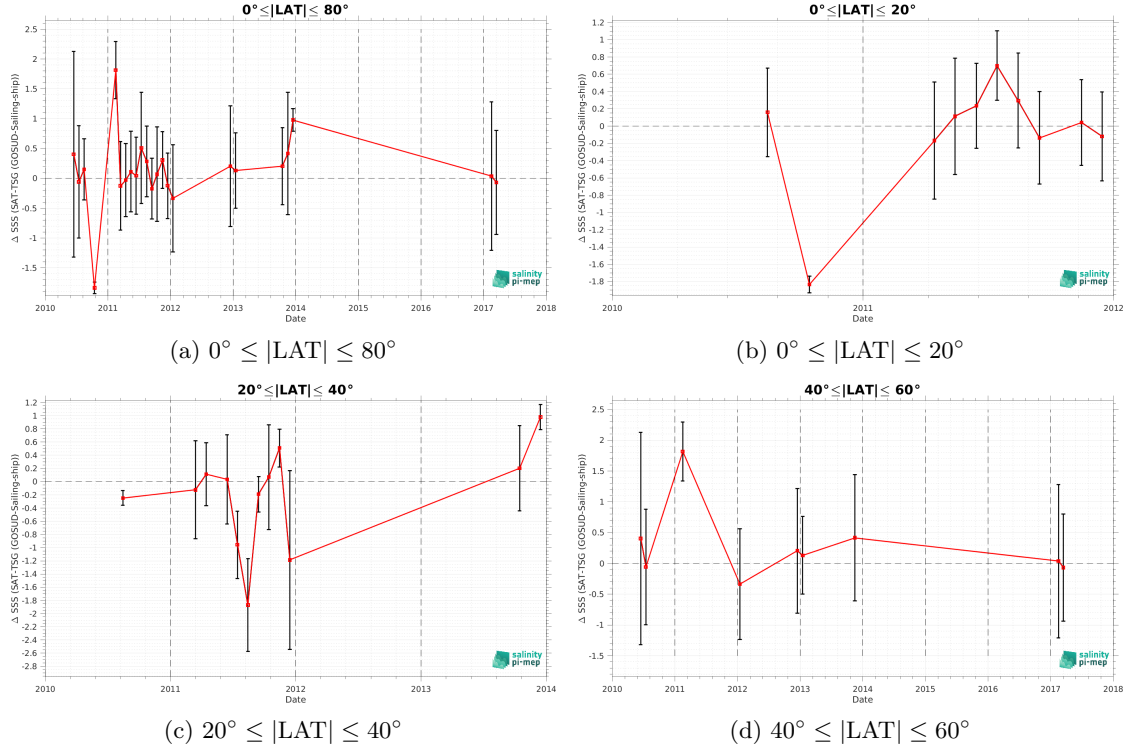 0°≤|LAT|≤ 80°
Δ SSS (SAT-TSG (GOSUD-Sailing-ship))
2.5
2
1.5
1
0.5
0
-0.5
-1
-1.5
2010 2011 2012 2013 2014 2015 2016 2017 2018
Date
salinity
pi-mep
(a) 0° ≤ |LAT| ≤ 80°
0°≤|LAT|≤ 20°
Δ SSS (SAT-TSG (GOSUD-Sailing-ship))
1.2
1
0.8
0.6
0.4
0.2
0
-0.2
-0.4
-0.6
-0.8
-1
-1.2
-1.4
-1.6
-1.8
2010 2011 2012
Date
salinity
pi-mep
(b) 0° ≤ |LAT| ≤ 20°
20°≤|LAT|≤ 40°
Δ SSS (SAT-TSG (GOSUD-Sailing-ship))
1.2
1
0.8
0.6
0.4
0.2
0
-0.2
-0.4
-0.6
-0.8
-1
-1.2
-1.4
-1.6
-1.8
-2
-2.2
-2.4
-2.6
-2.8
2010 2011 2012 2013 2014
Date
salinity
pi-mep
(c) 20° ≤ |LAT| ≤ 40°
40°≤|LAT|≤ 60°
Δ SSS (SAT-TSG (GOSUD-Sailing-ship))
2.5
2
1.5
1
0.5
0
-0.5
-1
-1.5
2010 2011 2012 2013 2014 2015 2016 2017 2018
Date
salinity
pi-mep
(d) 40° ≤ |LAT| ≤ 60°